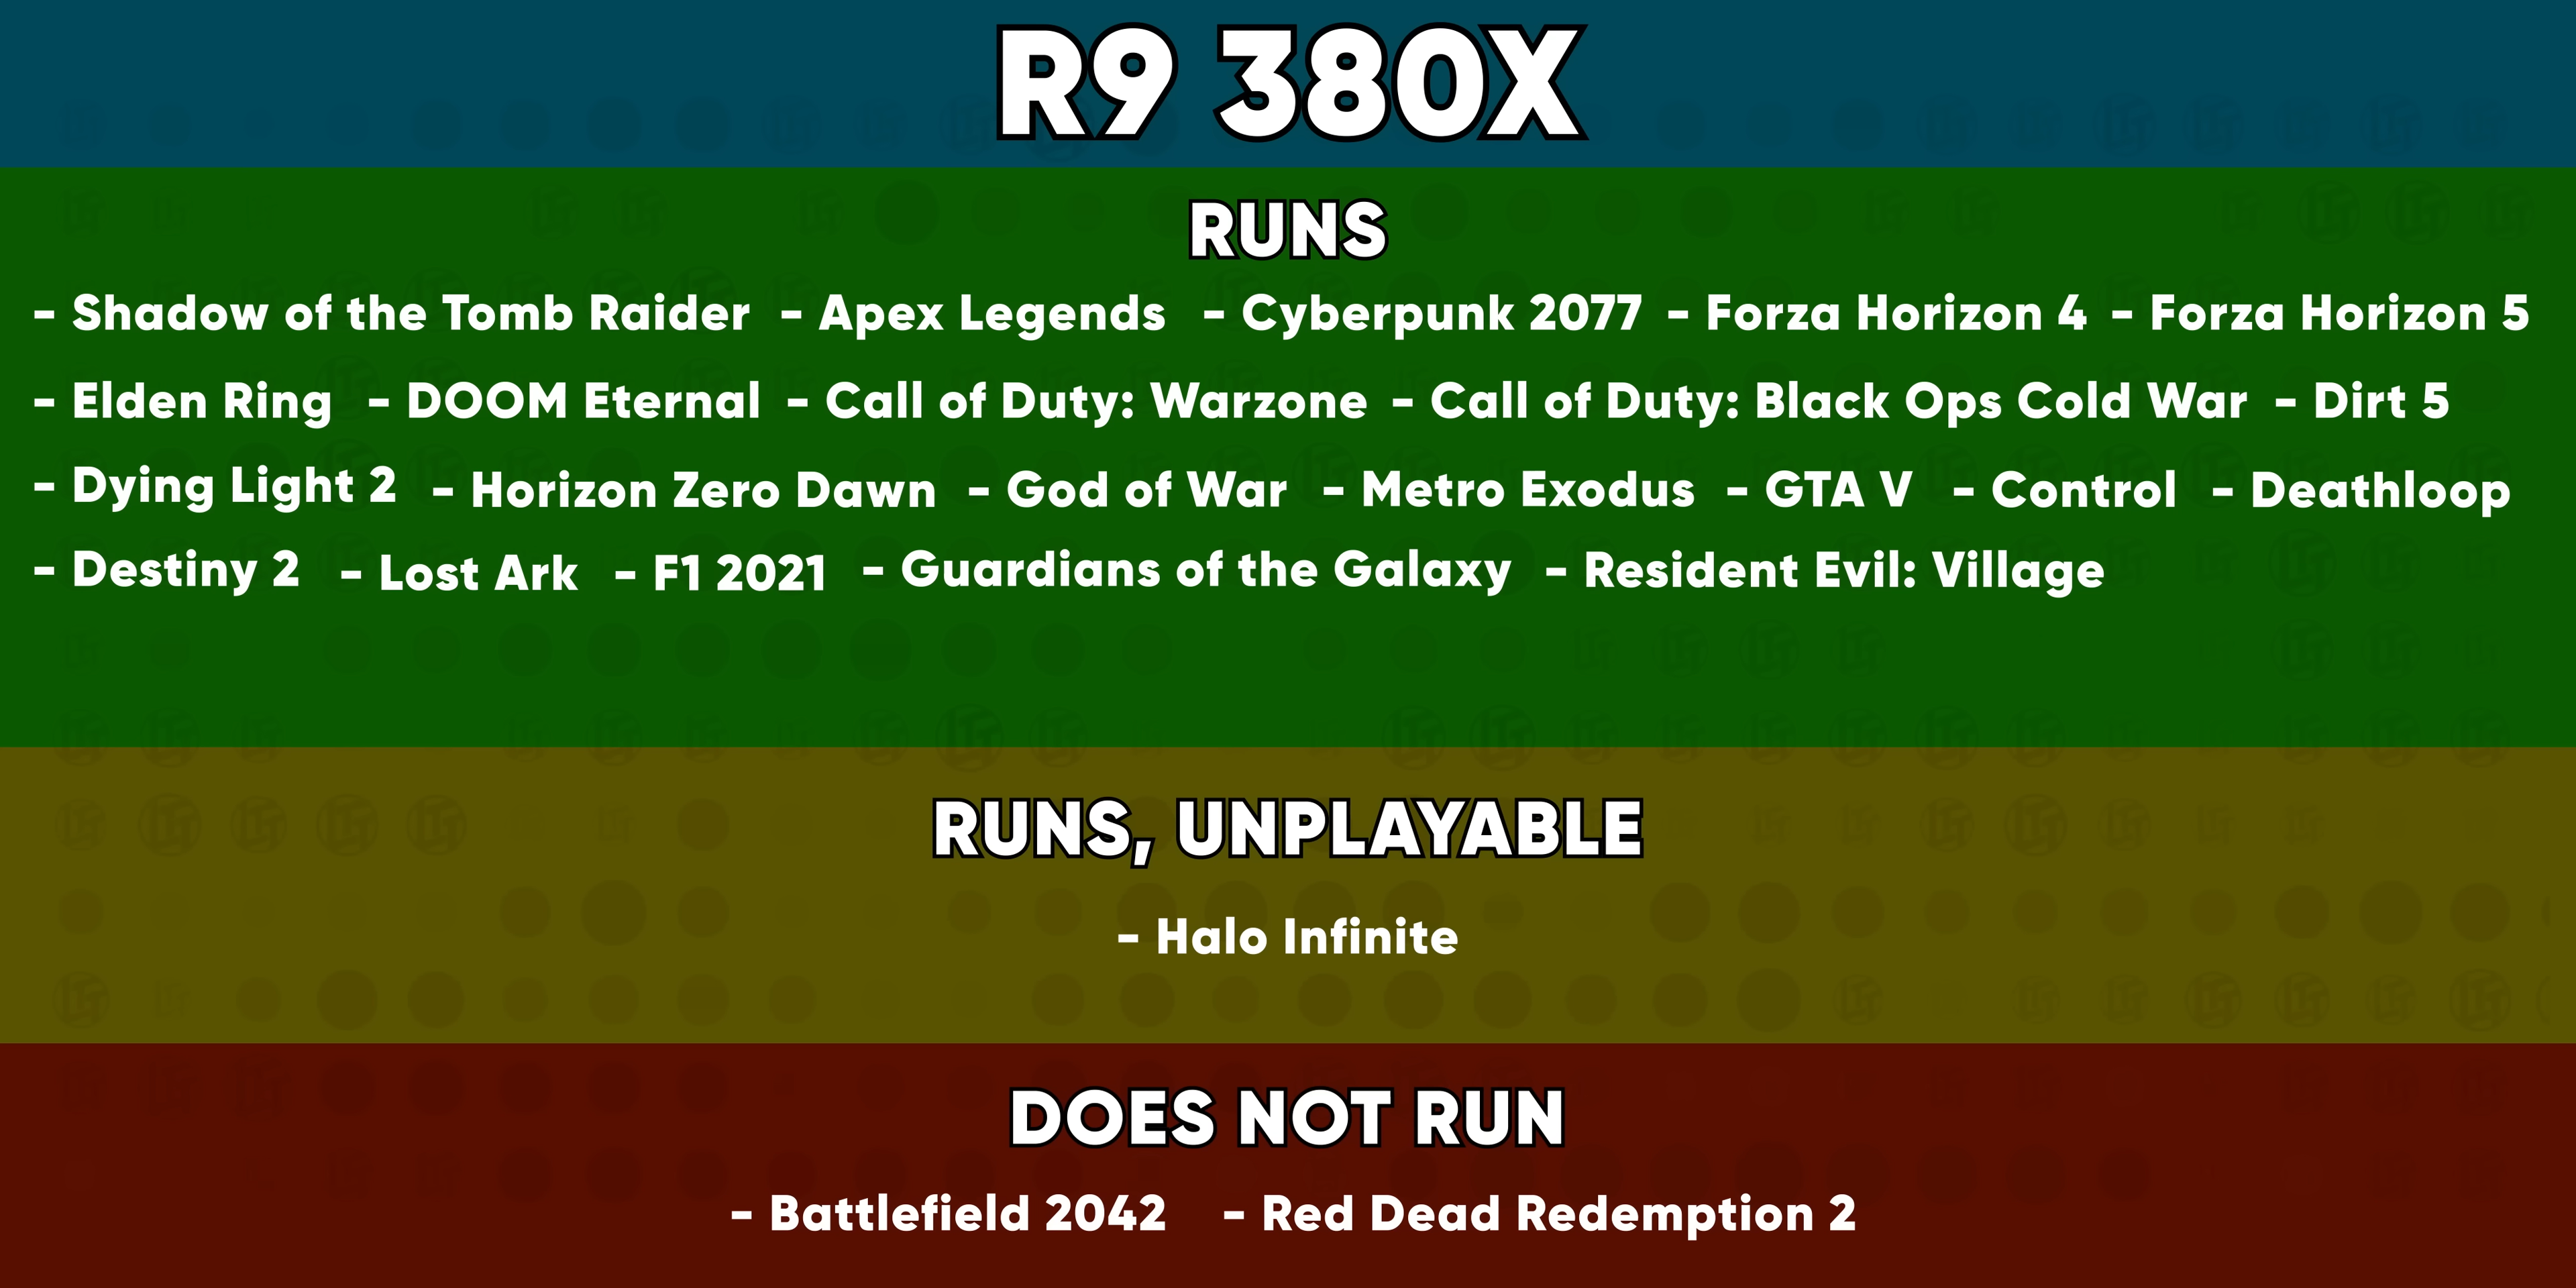 R9 380X
RUNS
- Shadow of the Tomb Raider - Apex Legends - Cyberpunk 2077 - Forza Horizon 4 - Forza Horizon 5
- Elden Ring - DOOM Eternal - Call of Duty: Warzone - Call of Duty: Black Ops Cold War - Dirt 5
- Dying Light 2 - Horizon Zero Dawn - God of War - Metro Exodus - GTA V - Control - Deathloop
- Destiny 2 - Lost Ark - F1 2021 - Guardians of the Galaxy - Resident Evil: Village
RUNS, UNPLAYABLE
- Halo Infinite
DOES NOT RUN
- Battlefield 2042 - Red Dead Redemption 2